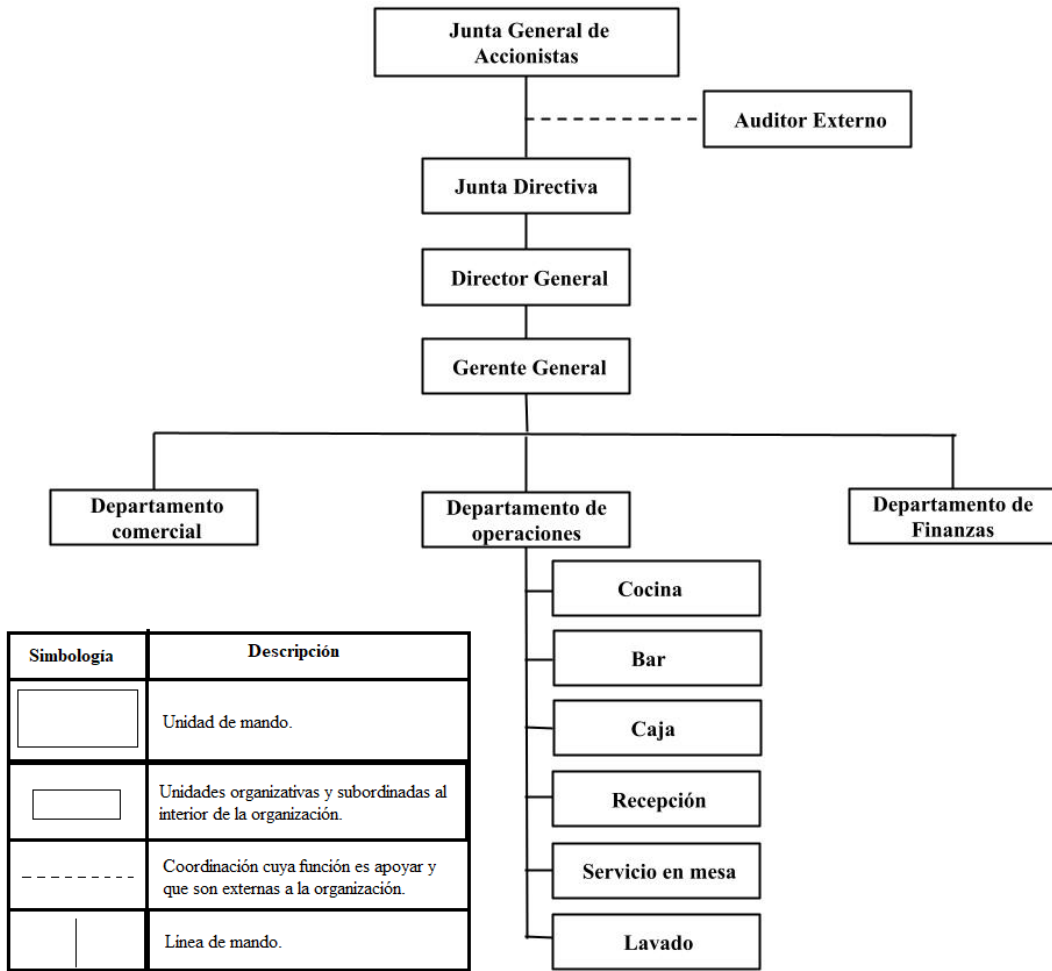 Junta General de
Accionistas
Auditor Externo
Junta Directiva
Director General
Gerente General
Departamento
comercial
Departamento de
operaciones
Departamento de
Finanzas
Cocina
Bar
Caja
Recepción
Servicio en mesa
Lavado
Simbología
Descripción
Unidad de mando.
Unidades organizativas y subordinadas al
interior de la organización.
Coordinación cuya función es apoyar y
que son externas a la organización.
Línea de mando.